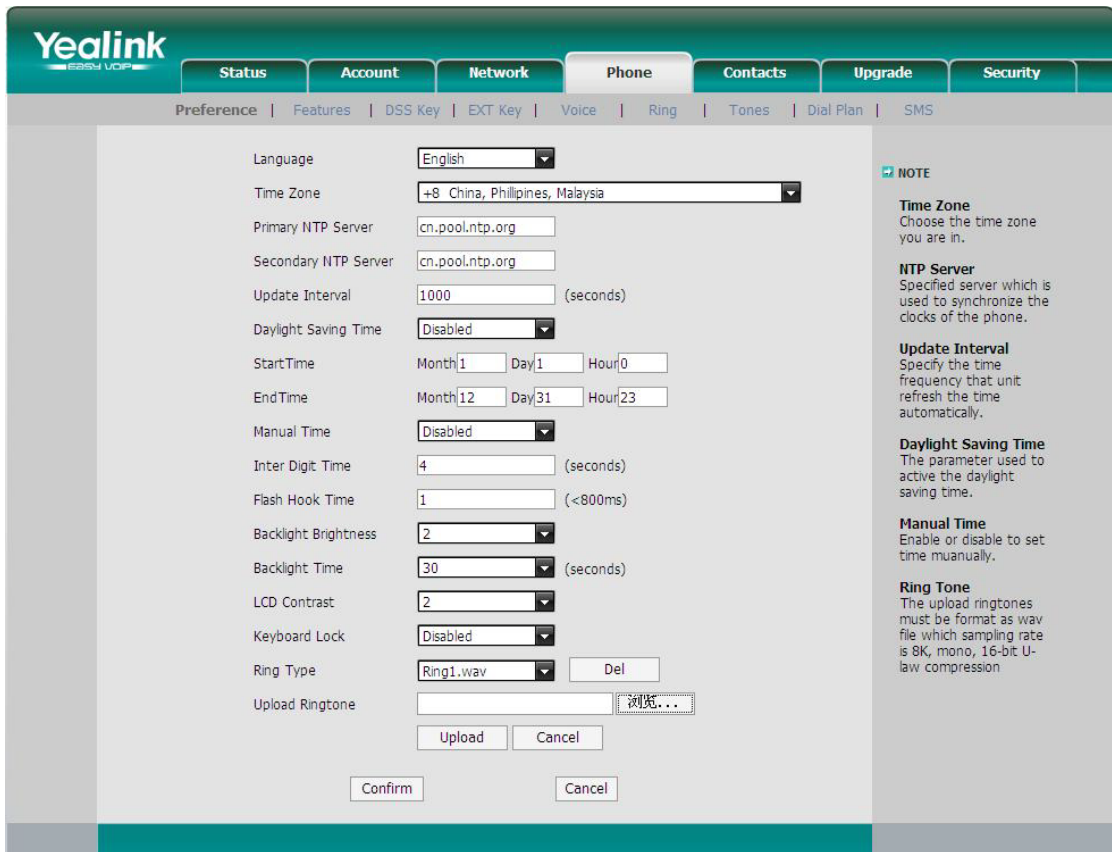 Yealink
EASY VOIP
Status Account Network Phone Contacts Upgrade Security
Preference | Features | DSS Key | EXT Key | Voice | Ring | Tones | Dial Plan | SMS
Language English
Time Zone +8 China, Phillipines, Malaysia
Primary NTP Server cn.pool.ntp.org
Secondary NTP Server cn.pool.ntp.org
Update Interval 1000 (seconds)
Daylight Saving Time Disabled
StartTime Month 1 Day 1 Hour 0
EndTime Month 12 Day 31 Hour 23
Manual Time Disabled
Inter Digit Time 4 (seconds)
Flash Hook Time 1 (<800ms)
Backlight Brightness 2
Backlight Time 30 (seconds)
LCD Contrast 2
Keyboard Lock Disabled
Ring Type Ring1.wav Del
Upload Ringtone 浏览...
Upload Cancel
Confirm Cancel
NOTE
Time Zone
Choose the time zone
you are in.
NTP Server
Specified server which is
used to synchronize the
clocks of the phone.
Update Interval
Specify the time
frequency that unit
refresh the time
automatically.
Daylight Saving Time
The parameter used to
active the daylight
saving time.
Manual Time
Enable or disable to set
time muanually.
Ring Tone
The upload ringtones
must be format as wav
file which sampling rate
is 8K, mono, 16-bit U-
law compression